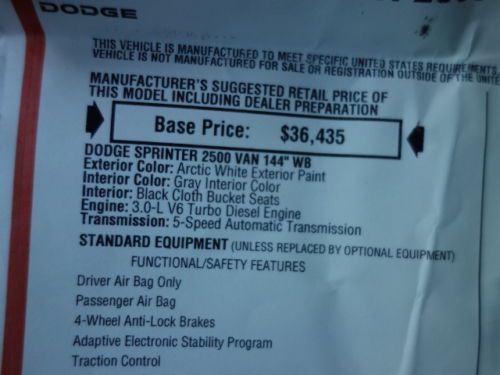 DODGE
THIS VEHICLE IS MANUFACTURED TO MEET SPECIFIC UNITED STATES REQUIREMENTS.
VEHICLE IS NOT MANUFACTURED FOR SALE OR REGISTRATION OUTSIDE OF THE UNITE
MANUFACTURER'S SUGGESTED RETAIL PRICE OF
THIS MODEL INCLUDING DEALER PREPARATION
Base Price: $36,435
DODGE SPRINTER 2500 VAN 144" WB
Exterior Color: Arctic White Exterior Paint
Interior Color: Gray Interior Color
Interior: Black Cloth Bucket Seats
Engine: 3.0-L V6 Turbo Diesel Engine
Transmission: 5-Speed Automatic Transmission
STANDARD EQUIPMENT (UNLESS REPLACED BY OPTIONAL EQUIPMENT)
FUNCTIONAL/SAFETY FEATURES
Driver Air Bag Only
Passenger Air Bag
4-Wheel Anti-Lock Brakes
Adaptive Electronic Stability Program
Traction Control